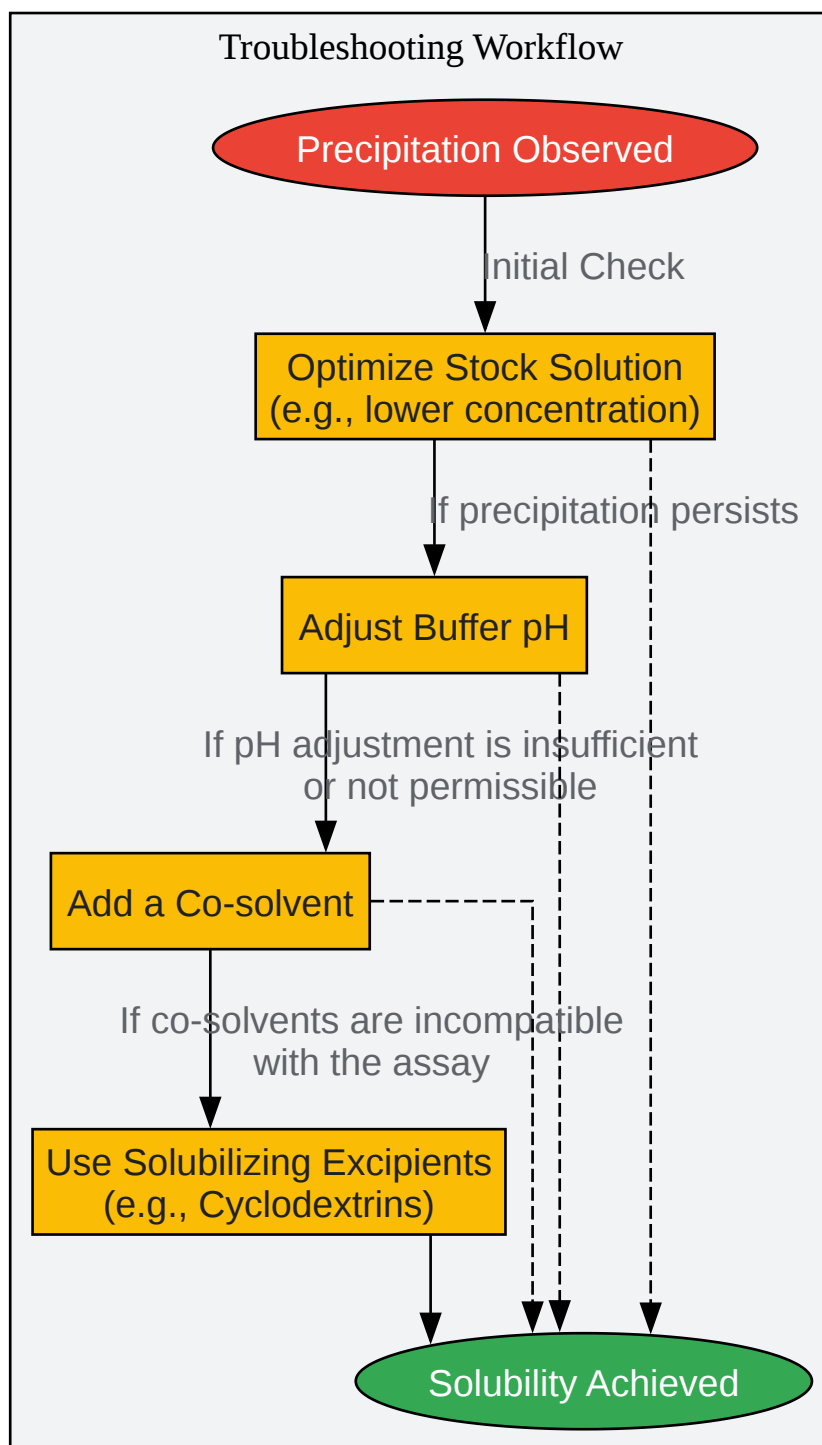 Troubleshooting Workflow
Precipitation Observed
Initial Check
Optimize Stock Solution
(e.g., lower concentration)
If precipitation persists
Adjust Buffer pH
If pH adjustment is insufficient
or not permissible
Add a Co-solvent
If co-solvents are incompatible
with the assay
Use Solubilizing Excipients
(e.g., Cyclodextrins)
Solubility Achieved